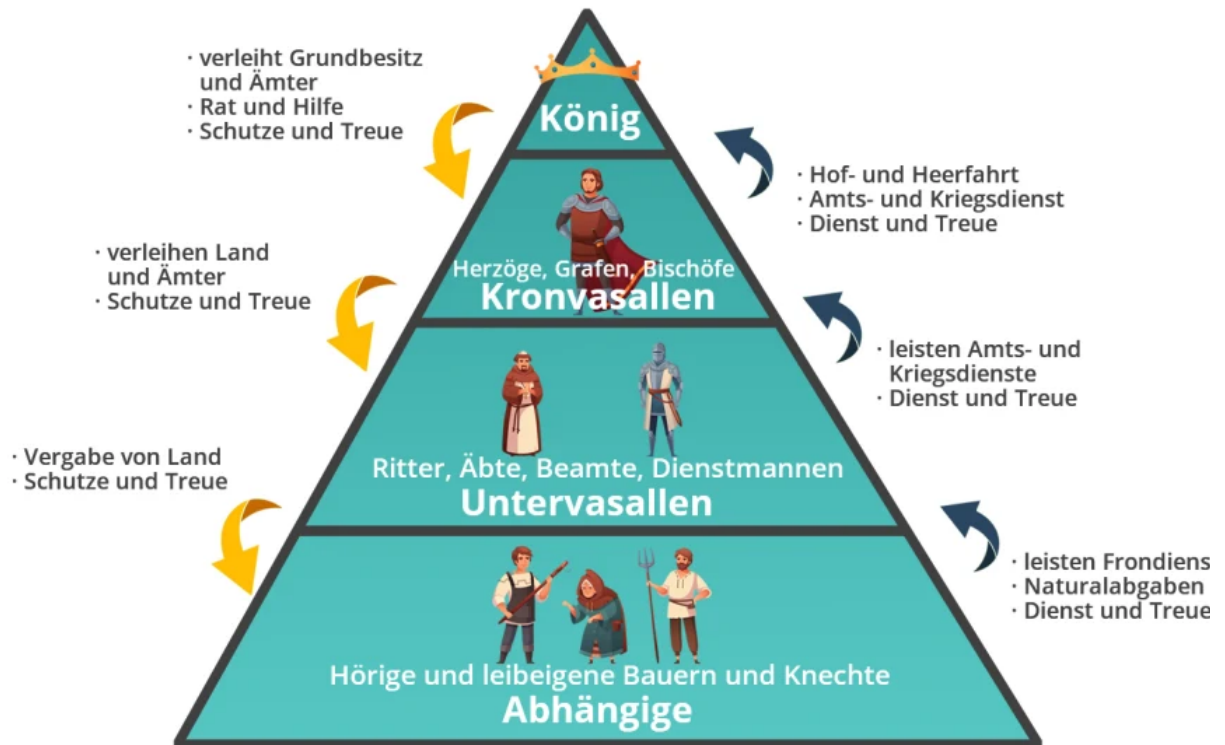 · verleiht Grundbesitz
und Ämter
· Rat und Hilfe
· Schutze und Treue
König
· Hof- und Heerfahrt
· Amts- und Kriegsdienst
· Dienst und Treue
· verleihen Land
und Ämter
· Schutze und Treue
Herzöge, Grafen, Bischöfe
Kronvasallen
· leisten Amts- und
Kriegsdienste
· Dienst und Treue
· Vergabe von Land
· Schutze und Treue
Ritter, Äbte, Beamte, Dienstmannen
Untervasallen
· leisten Frondiens
· Naturalabgaben
· Dienst und Treue
Hörige und leibeigene Bauern und Knechte
Abhängige